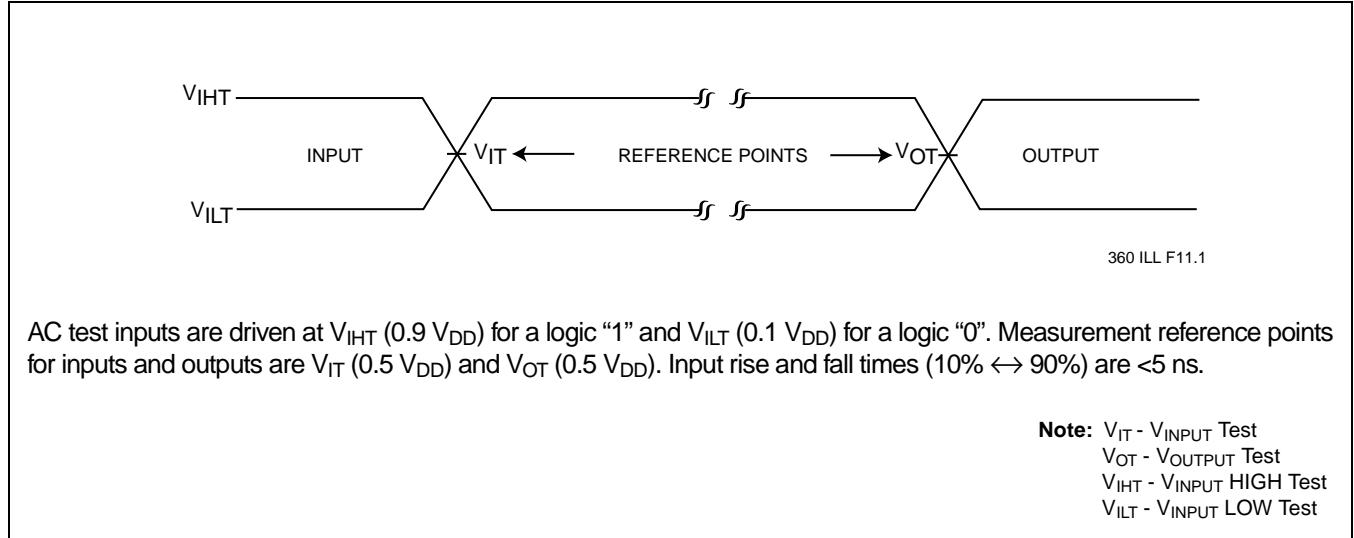 VIHT
INPUT VIT ← REFERENCE POINTS → VOT OUTPUT
VILT
360 ILL F11.1
AC test inputs are driven at VIHT (0.9 VDD) for a logic “1” and VILT (0.1 VDD) for a logic “0”. Measurement reference points
for inputs and outputs are VIT (0.5 VDD) and VOT (0.5 VDD). Input rise and fall times (10% ↔ 90%) are <5 ns.
Note: VIT - VINPUT Test
VOT - VOUTPUT Test
VIHT - VINPUT HIGH Test
VILT - VINPUT LOW Test